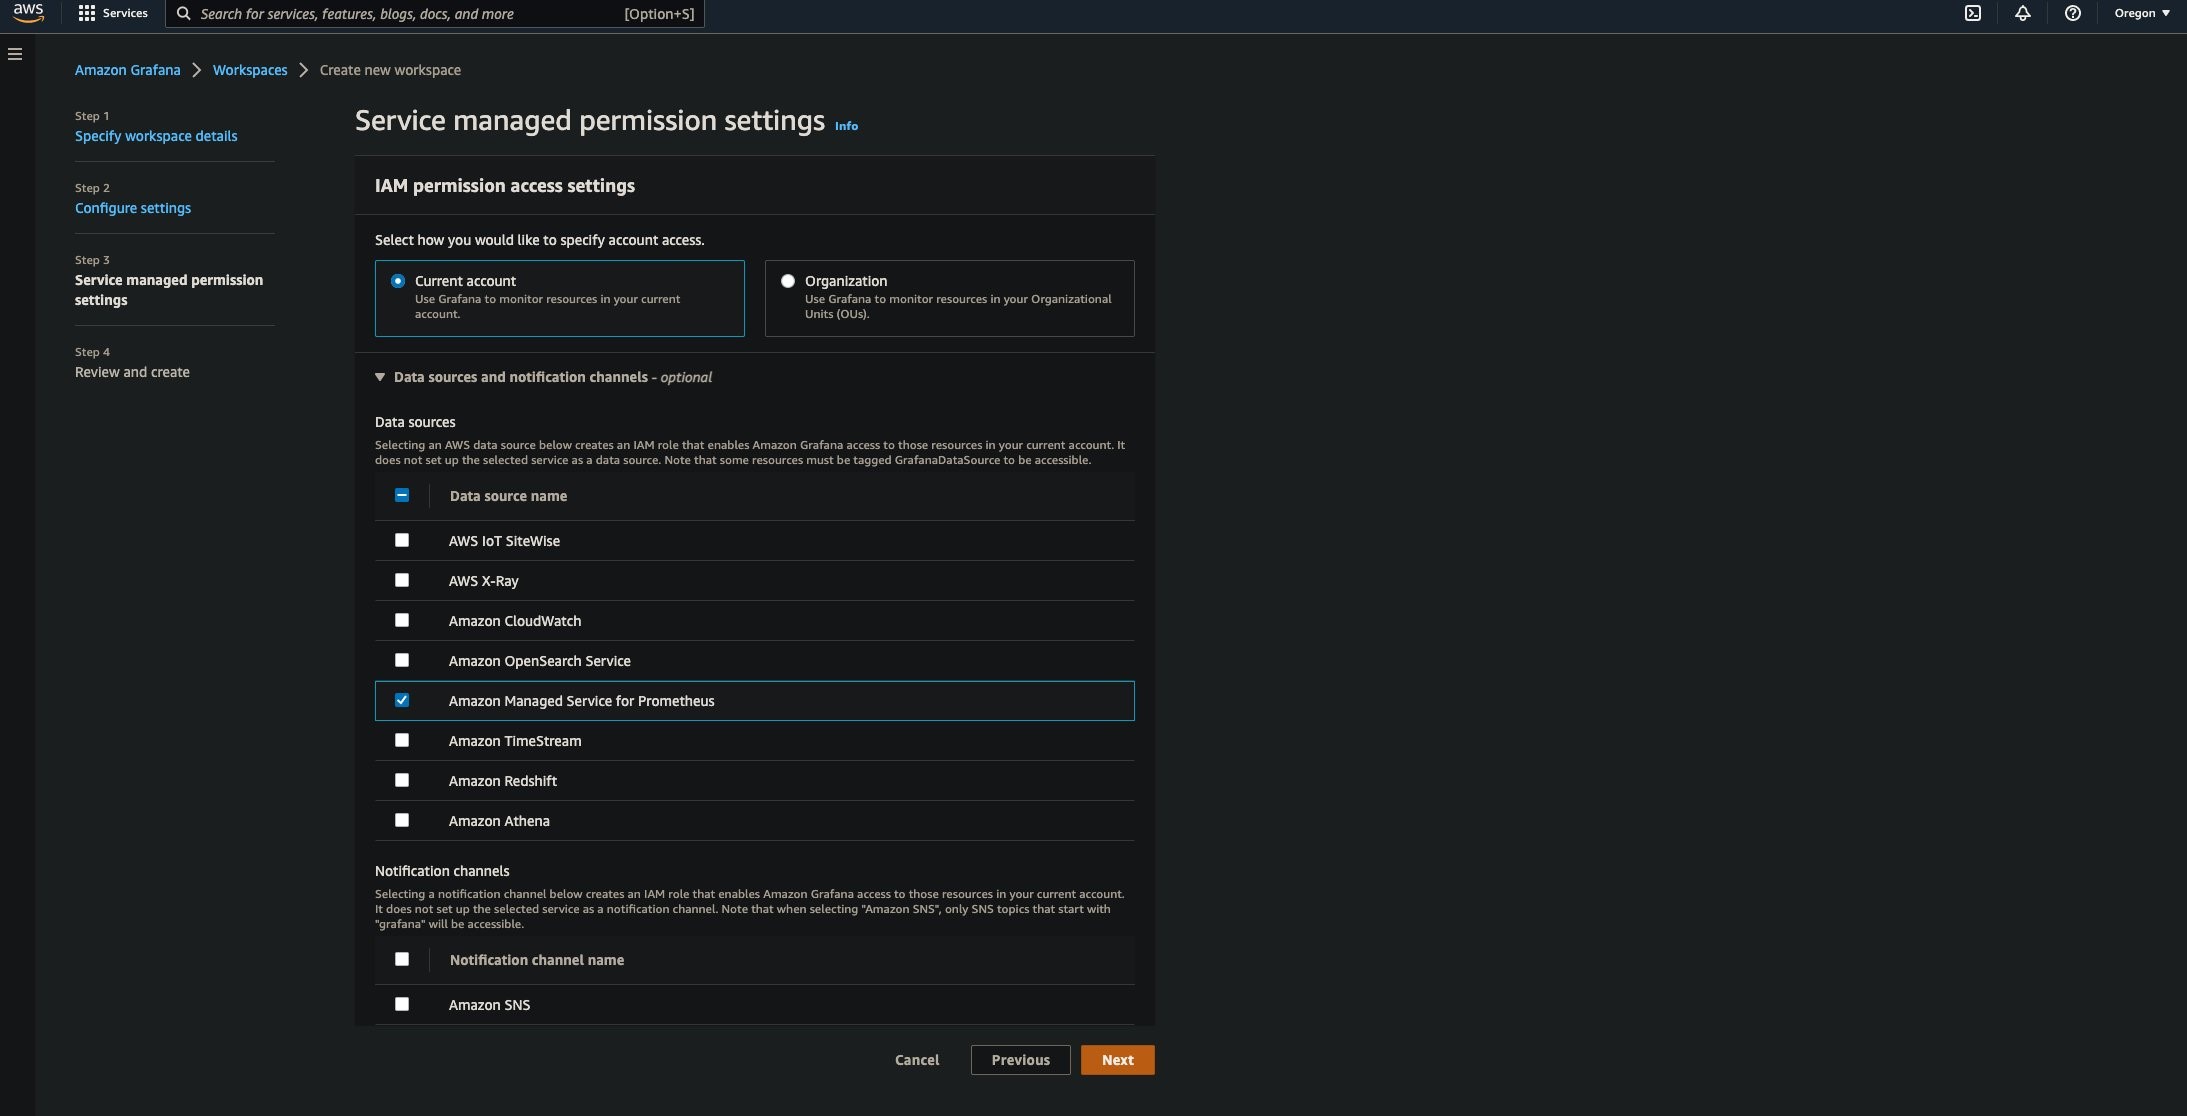 aws
Services
Search for services, features, blogs, docs, and more
[Option+S]
Oregon
Amazon Grafana
Workspaces
Create new workspace
Step 1
Specify workspace details
Step 2
Configure settings
Step 3
Service managed permission
settings
Step 4
Review and create
Service managed permission settings Info
IAM permission access settings
Select how you would like to specify account access.
Current account
Use Grafana to monitor resources in your current
account.
Organization
Use Grafana to monitor resources in your Organizational
Units (OUs).
Data sources and notification channels - optional
Data sources
Selecting an AWS data source below creates an IAM role that enables Amazon Grafana access to those resources in your current account. It
does not set up the selected service as a data source. Note that some resources must be tagged GrafanaDataSource to be accessible.
Data source name
AWS IoT SiteWise
AWS X-Ray
Amazon CloudWatch
Amazon OpenSearch Service
Amazon Managed Service for Prometheus
Amazon TimeStream
Amazon Redshift
Amazon Athena
Notification channels
Selecting a notification channel below creates an IAM role that enables Amazon Grafana access to those resources in your current account.
It does not set up the selected service as a notification channel. Note that when selecting "Amazon SNS", only SNS topics that start with
"grafana" will be accessible.
Notification channel name
Amazon SNS
Cancel
Previous
Next